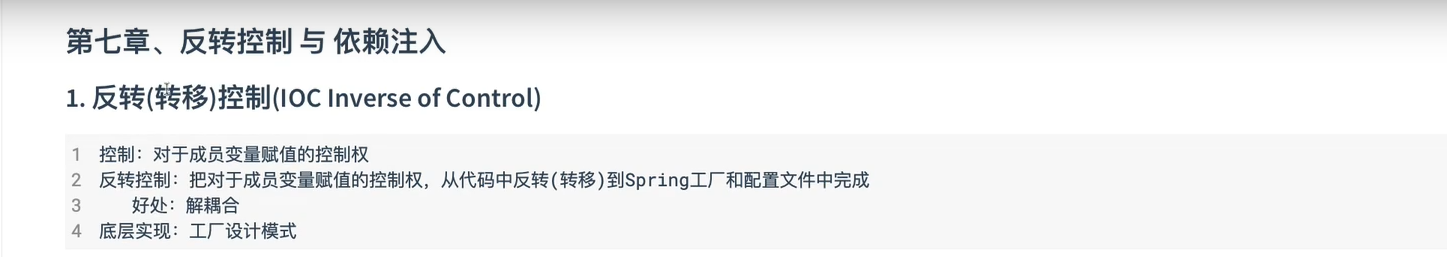 第七章、反转控制 与 依赖注入
1. 反转(转移)控制(IOC Inverse of Control)
1 控制：对于成员变量赋值的控制权
2 反转控制：把对于成员变量赋值的控制权，从代码中反转(转移)到Spring工厂和配置文件中完成
3 好处：解耦合
4 底层实现：工厂设计模式